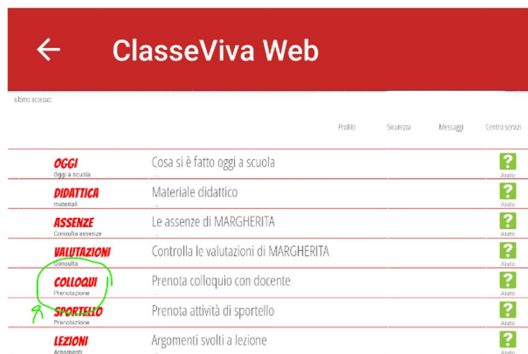 ClasseViva Web
ultimo accesso:
Profilo Sicurezza Messaggi Centro servizi
OGGI Cosa si è fatto oggi a scuola ?
Oggi a scuola Aiuto
DIDATTICA Materiale didattico ?
materiali Aiuto
ASSENZE Le assenze di MARGHERITA ?
Consulta assenze Aiuto
VALUTAZIONI Controlla le valutazioni di MARGHERITA ?
Consulta Aiuto
COLLOQUI Prenota colloquio con docente ?
Prenotazione Aiuto
SPORTELLO Prenota attività di sportello ?
Prenotazione Aiuto
LEZIONI Argomenti svolti a lezione ?
Argomenti Aiuto